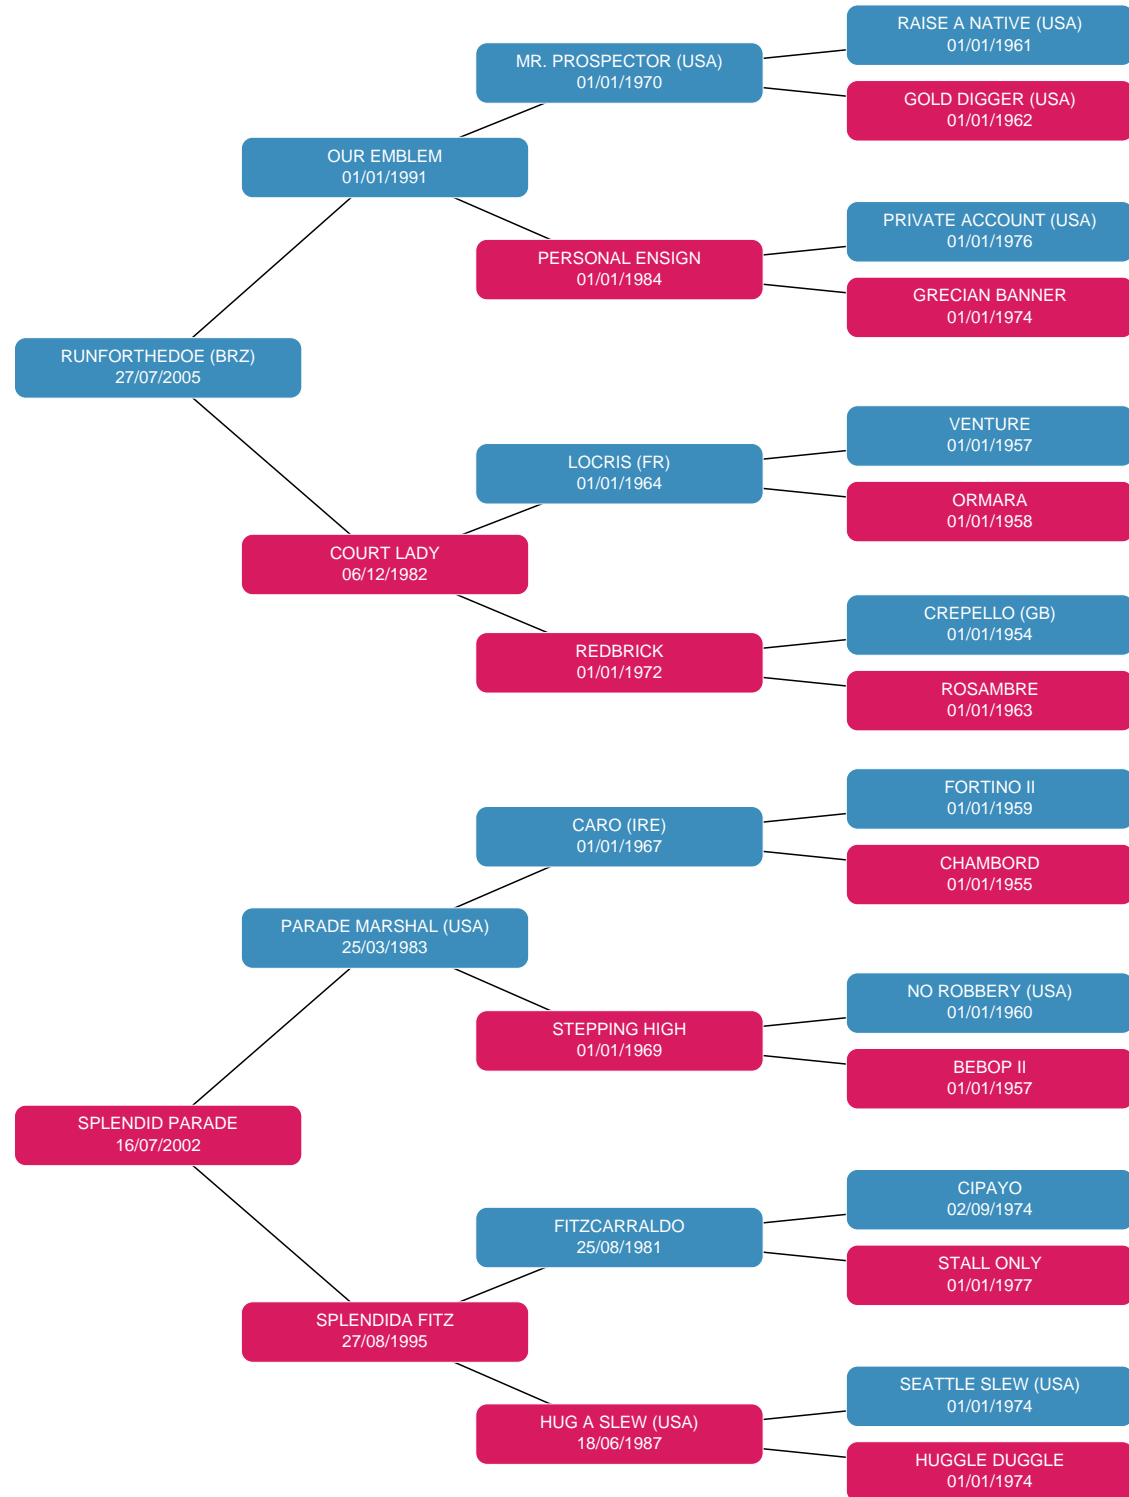 RAISE A NATIVE (USA)
01/01/1961
MR. PROSPECTOR (USA)
01/01/1970
GOLD DIGGER (USA)
01/01/1962
OUR EMBLEM
01/01/1991
PRIVATE ACCOUNT (USA)
01/01/1976
PERSONAL ENSIGN
01/01/1984
GRECIAN BANNER
01/01/1974
RUNFORTHEDOE (BRZ)
27/07/2005
VENTURE
01/01/1957
LOCRIS (FR)
01/01/1964
ORMARA
01/01/1958
COURT LADY
06/12/1982
CREPELLO (GB)
01/01/1954
REDBRICK
01/01/1972
ROSAMBRE
01/01/1963
FORTINO II
01/01/1959
CARO (IRE)
01/01/1967
CHAMBORD
01/01/1955
PARADE MARSHAL (USA)
25/03/1983
NO ROBBERY (USA)
01/01/1960
STEPPING HIGH
01/01/1969
BEBOP II
01/01/1957
SPLENDID PARADE
16/07/2002
CIPAYO
02/09/1974
FITZCARRALDO
25/08/1981
STALL ONLY
01/01/1977
SPLENDIDA FITZ
27/08/1995
SEATTLE SLEW (USA)
01/01/1974
HUG A SLEW (USA)
18/06/1987
HUGGLE DUGGLE
01/01/1974